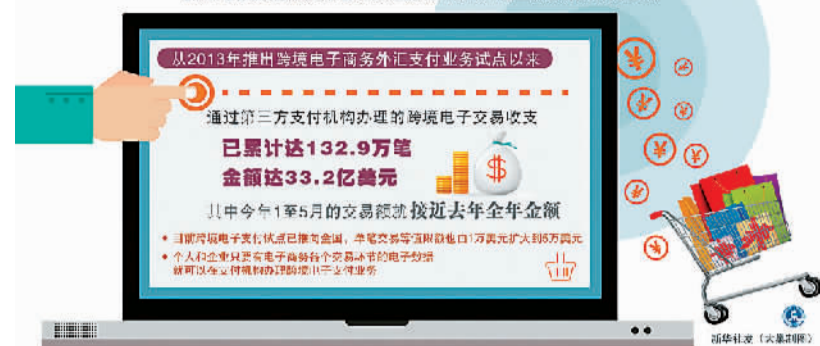 从2013年推出跨境电子商务外汇支付业务试点以来
通过第三方支付机构办理的跨境电子交易收支
已累计达132.9万笔
金额达33.2亿美元
其中今年1至5月的交易额就接近去年全年金额
• 目前跨境电子支付试点已推向全国，单笔交易等值限额也由1万美元扩大到5万美元
• 个人和企业只要有电子商务各个交易环节的电子数据
就可以在支付机构办理跨境电子支付业务
新华社发（大巢制图）